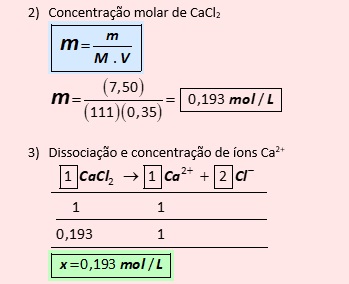 2) Concentração molar de CaCl₂
m = m / M . V
m = (7,50) / (111)(0,35) = 0,193 mol / L
3) Dissociação e concentração de íons Ca²⁺
1 CaCl₂ → 1 Ca²⁺ + 2 Cl⁻
1 1
0,193 1
x = 0,193 mol / L